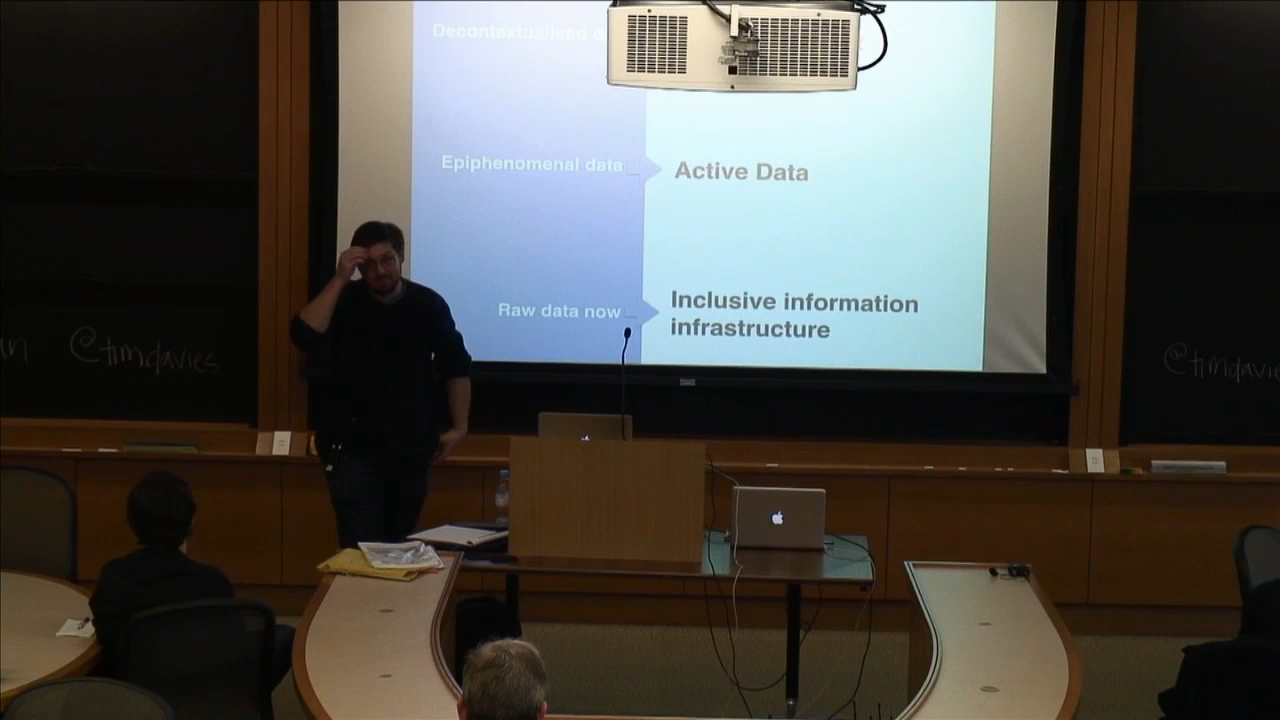 Decontextualised
Epiphenomenal data
Active Data
Raw data now
Inclusive information
infrastructure
@timdavies
@timdavies